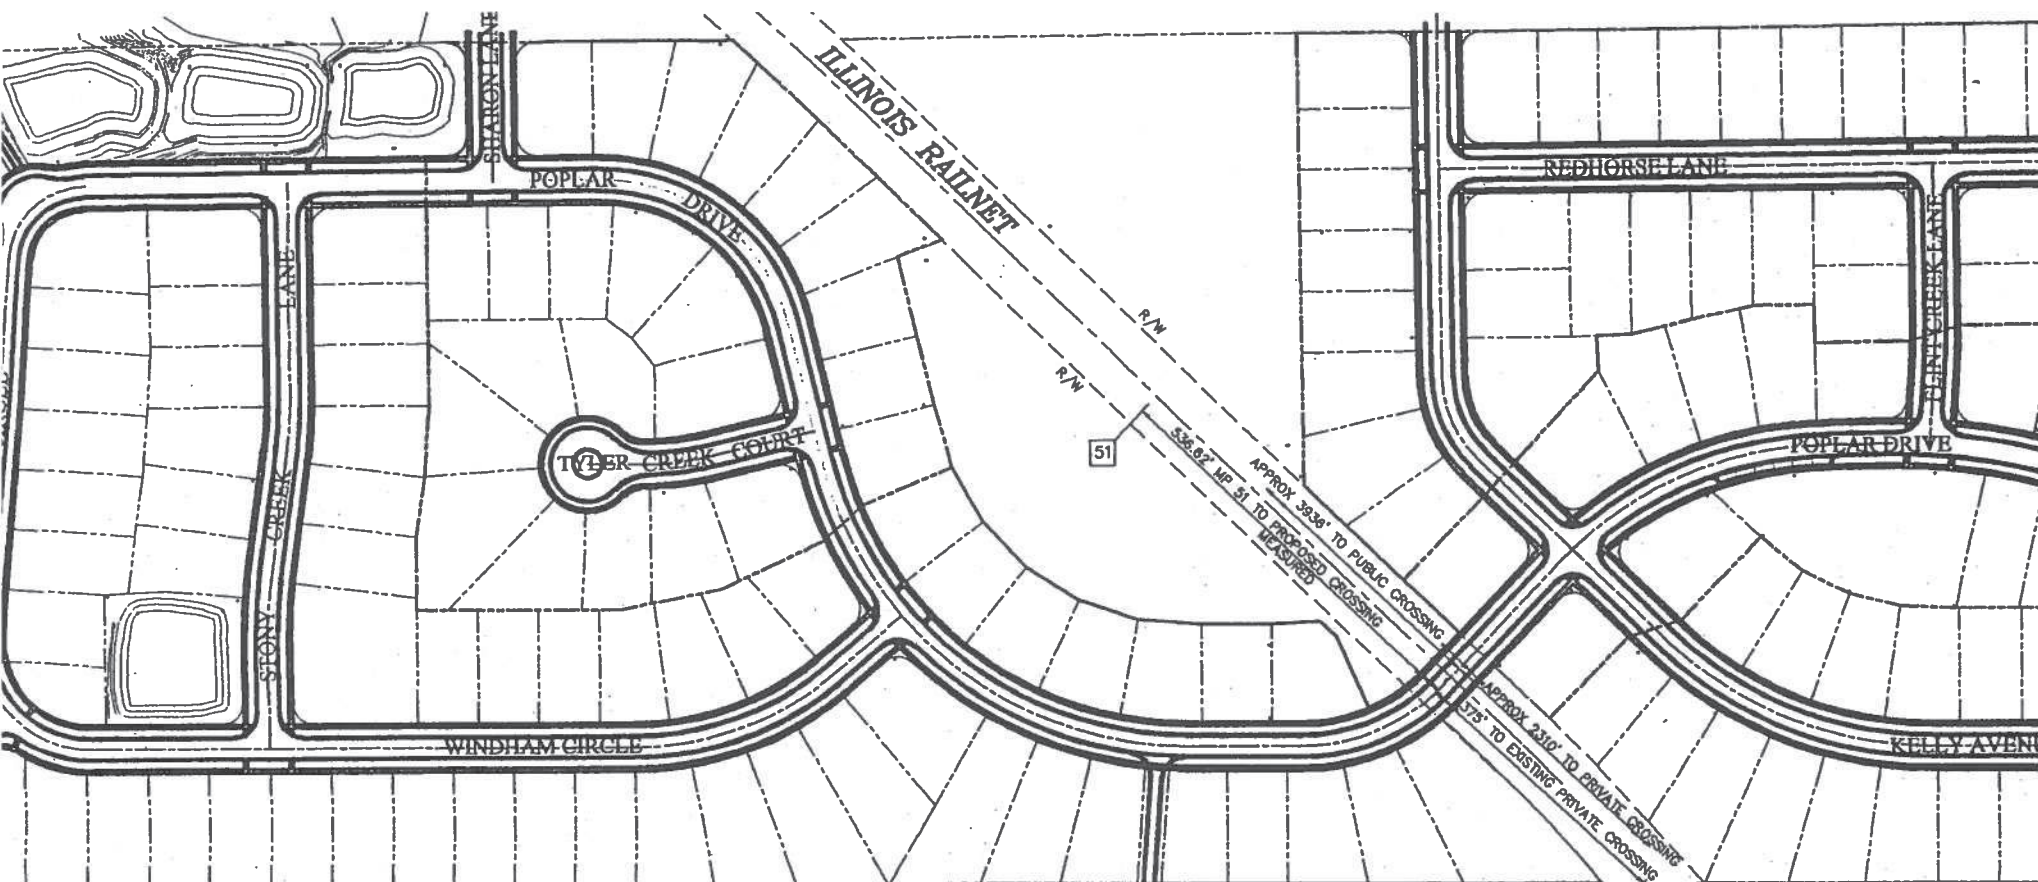 SHARON LANE
ILLINOIS RAILNET
POPLAR
DRIVE
REDHORSE LANE
LANE
CREEK
STONY
FLINT CREEK LANE
R/W
R/W
TYLER CREEK COURT
POPLAR DRIVE
51
APPROX 3936' TO PUBLIC CROSSING
536.62' MP 51 TO PROPOSED CROSSING
MEASURED
APPROX 2310' TO PRIVATE CROSSING
375' TO EXISTING PRIVATE CROSSING
WINDHAM CIRCLE
KELLY AVEN